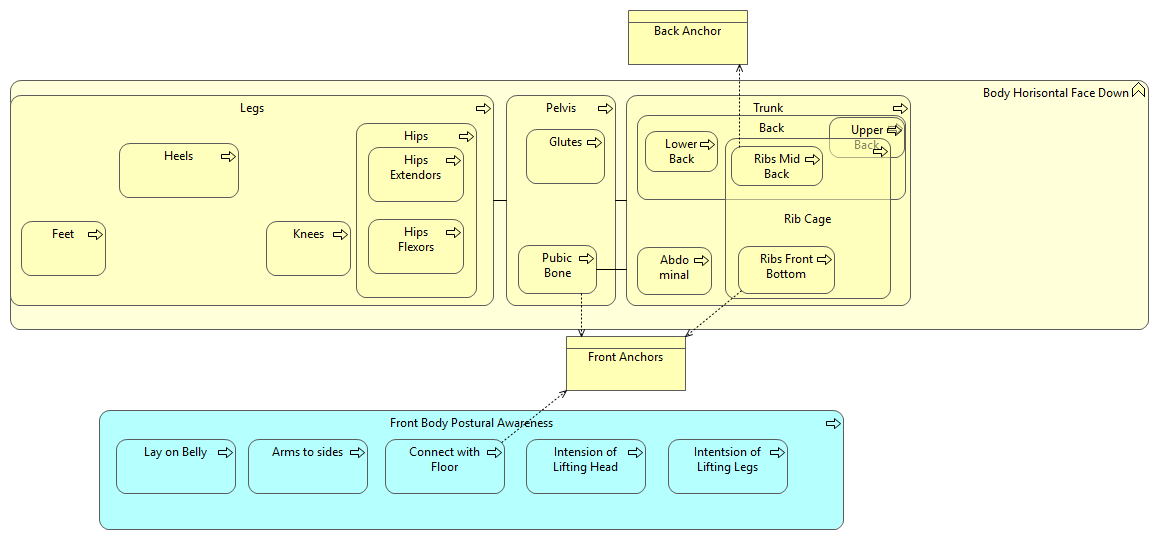 Back Anchor
Body Horisontal Face Down
Legs
Pelvis
Trunk
Hips
Glutes
Back
Lower
Back
Upper
Back
Heels
Hips
Extendors
Ribs Mid
Back
Feet
Knees
Hips
Flexors
Rib Cage
Pubic
Bone
Abdo
minal
Ribs Front
Bottom
Front Anchors
Front Body Postural Awareness
Lay on Belly
Arms to sides
Connect with
Floor
Intension of
Lifting Head
Intentsion of
Lifting Legs